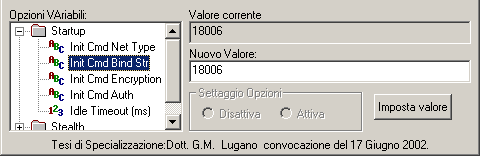 Opzioni VAriabili:
Startup
Init Cmd Net Type
Init Cmd Bind Str
Init Cmd Encryption
Init Cmd Auth
Idle Timeout (ms)
Stealth
Valore corrente
18006
Nuovo Valore:
18006
Settaggio Opzioni
Disattiva Attiva
Imposta valore
Tesi di Specializzazione:Dott. G.M. Lugano convocazione del 17 Giugno 2002.